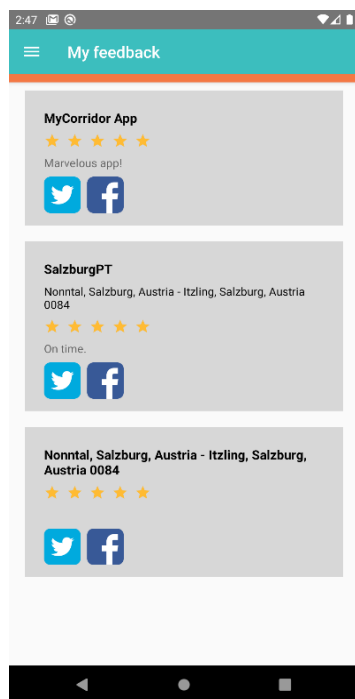 2:47
My feedback
MyCorridor App
Marvelous app!
SalzburgPT
Nonntal, Salzburg, Austria - Itzling, Salzburg, Austria
0084
On time.
Nonntal, Salzburg, Austria - Itzling, Salzburg,
Austria 0084